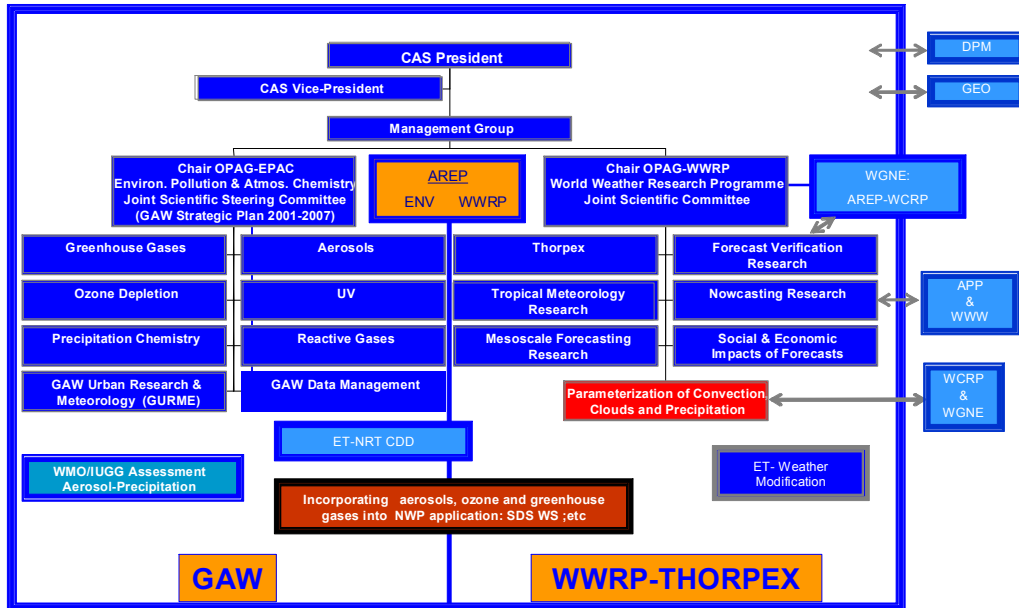 CAS President
DPM
CAS Vice-President
GEO
Management Group
Chair OPAG-EPAC
Environ. Pollution & Atmos. Chemistry
Joint Scientific Steering Committee
(GAW Strategic Plan 2001-2007)
AREP
ENV WWRP
Chair OPAG-WWRP
World Weather Research Programme
Joint Scientific Committee
WGNE:
AREP-WCRP
Greenhouse Gases
Aerosols
Thorpex
Forecast Verification
Research
Ozone Depletion
UV
Tropical Meteorology
Research
Nowcasting Research
APP
&
WWW
Precipitation Chemistry
Reactive Gases
Mesoscale Forecasting
Research
Social & Economic
Impacts of Forecasts
GAW Urban Research &
Meteorology (GURME)
GAW Data Management
Parameterization of Convection,
Clouds and Precipitation
WCRP
&
WGNE
ET-NRT CDD
WMO/IUGG Assessment
Aerosol-Precipitation
ET- Weather
Modification
Incorporating aerosols, ozone and greenhouse
gases into NWP application: SDS WS ;etc
GAW
WWRP-THORPEX